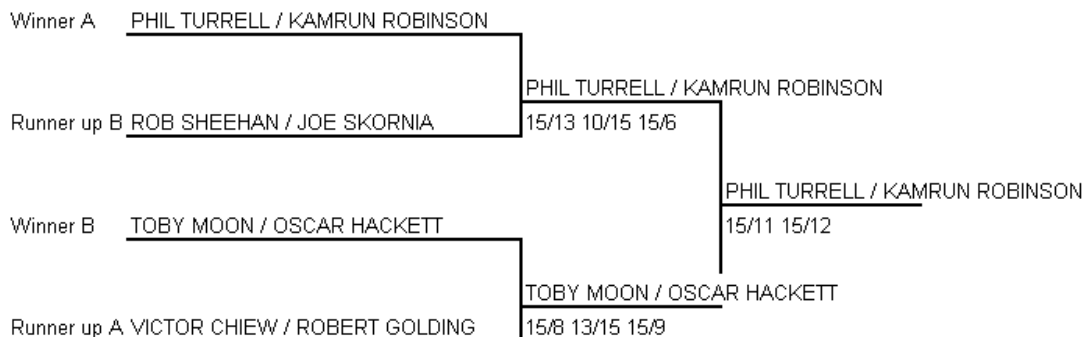 Winner A PHIL TURRELL / KAMRUN ROBINSON
PHIL TURRELL / KAMRUN ROBINSON
Runner up B ROB SHEEHAN / JOE SKORNIA
15/13 10/15 15/6
PHIL TURRELL / KAMRUN ROBINSON
Winner B TOBY MOON / OSCAR HACKETT
15/11 15/12
TOBY MOON / OSCAR HACKETT
Runner up A VICTOR CHIEW / ROBERT GOLDING
15/8 13/15 15/9